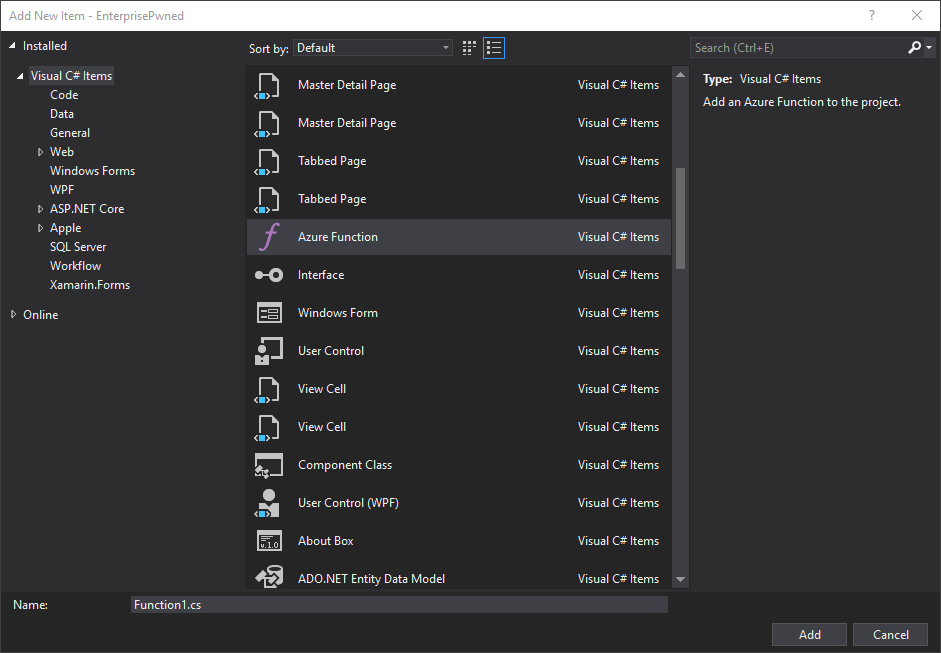 Add New Item - EnterprisePwned
?
Installed
Visual C# Items
Code
Data
General
Web
Windows Forms
WPF
ASP.NET Core
Apple
SQL Server
Workflow
Xamarin.Forms
Online
Sort by: Default
Search (Ctrl+E)
Master Detail Page Visual C# Items
Master Detail Page Visual C# Items
Tabbed Page Visual C# Items
Tabbed Page Visual C# Items
Azure Function Visual C# Items
Interface Visual C# Items
Windows Form Visual C# Items
User Control Visual C# Items
View Cell Visual C# Items
View Cell Visual C# Items
Component Class Visual C# Items
User Control (WPF) Visual C# Items
v.1.0 About Box Visual C# Items
ADO.NET Entity Data Model Visual C# Items
Type: Visual C# Items
Add an Azure Function to the project.
Name: Function1.cs
Add Cancel